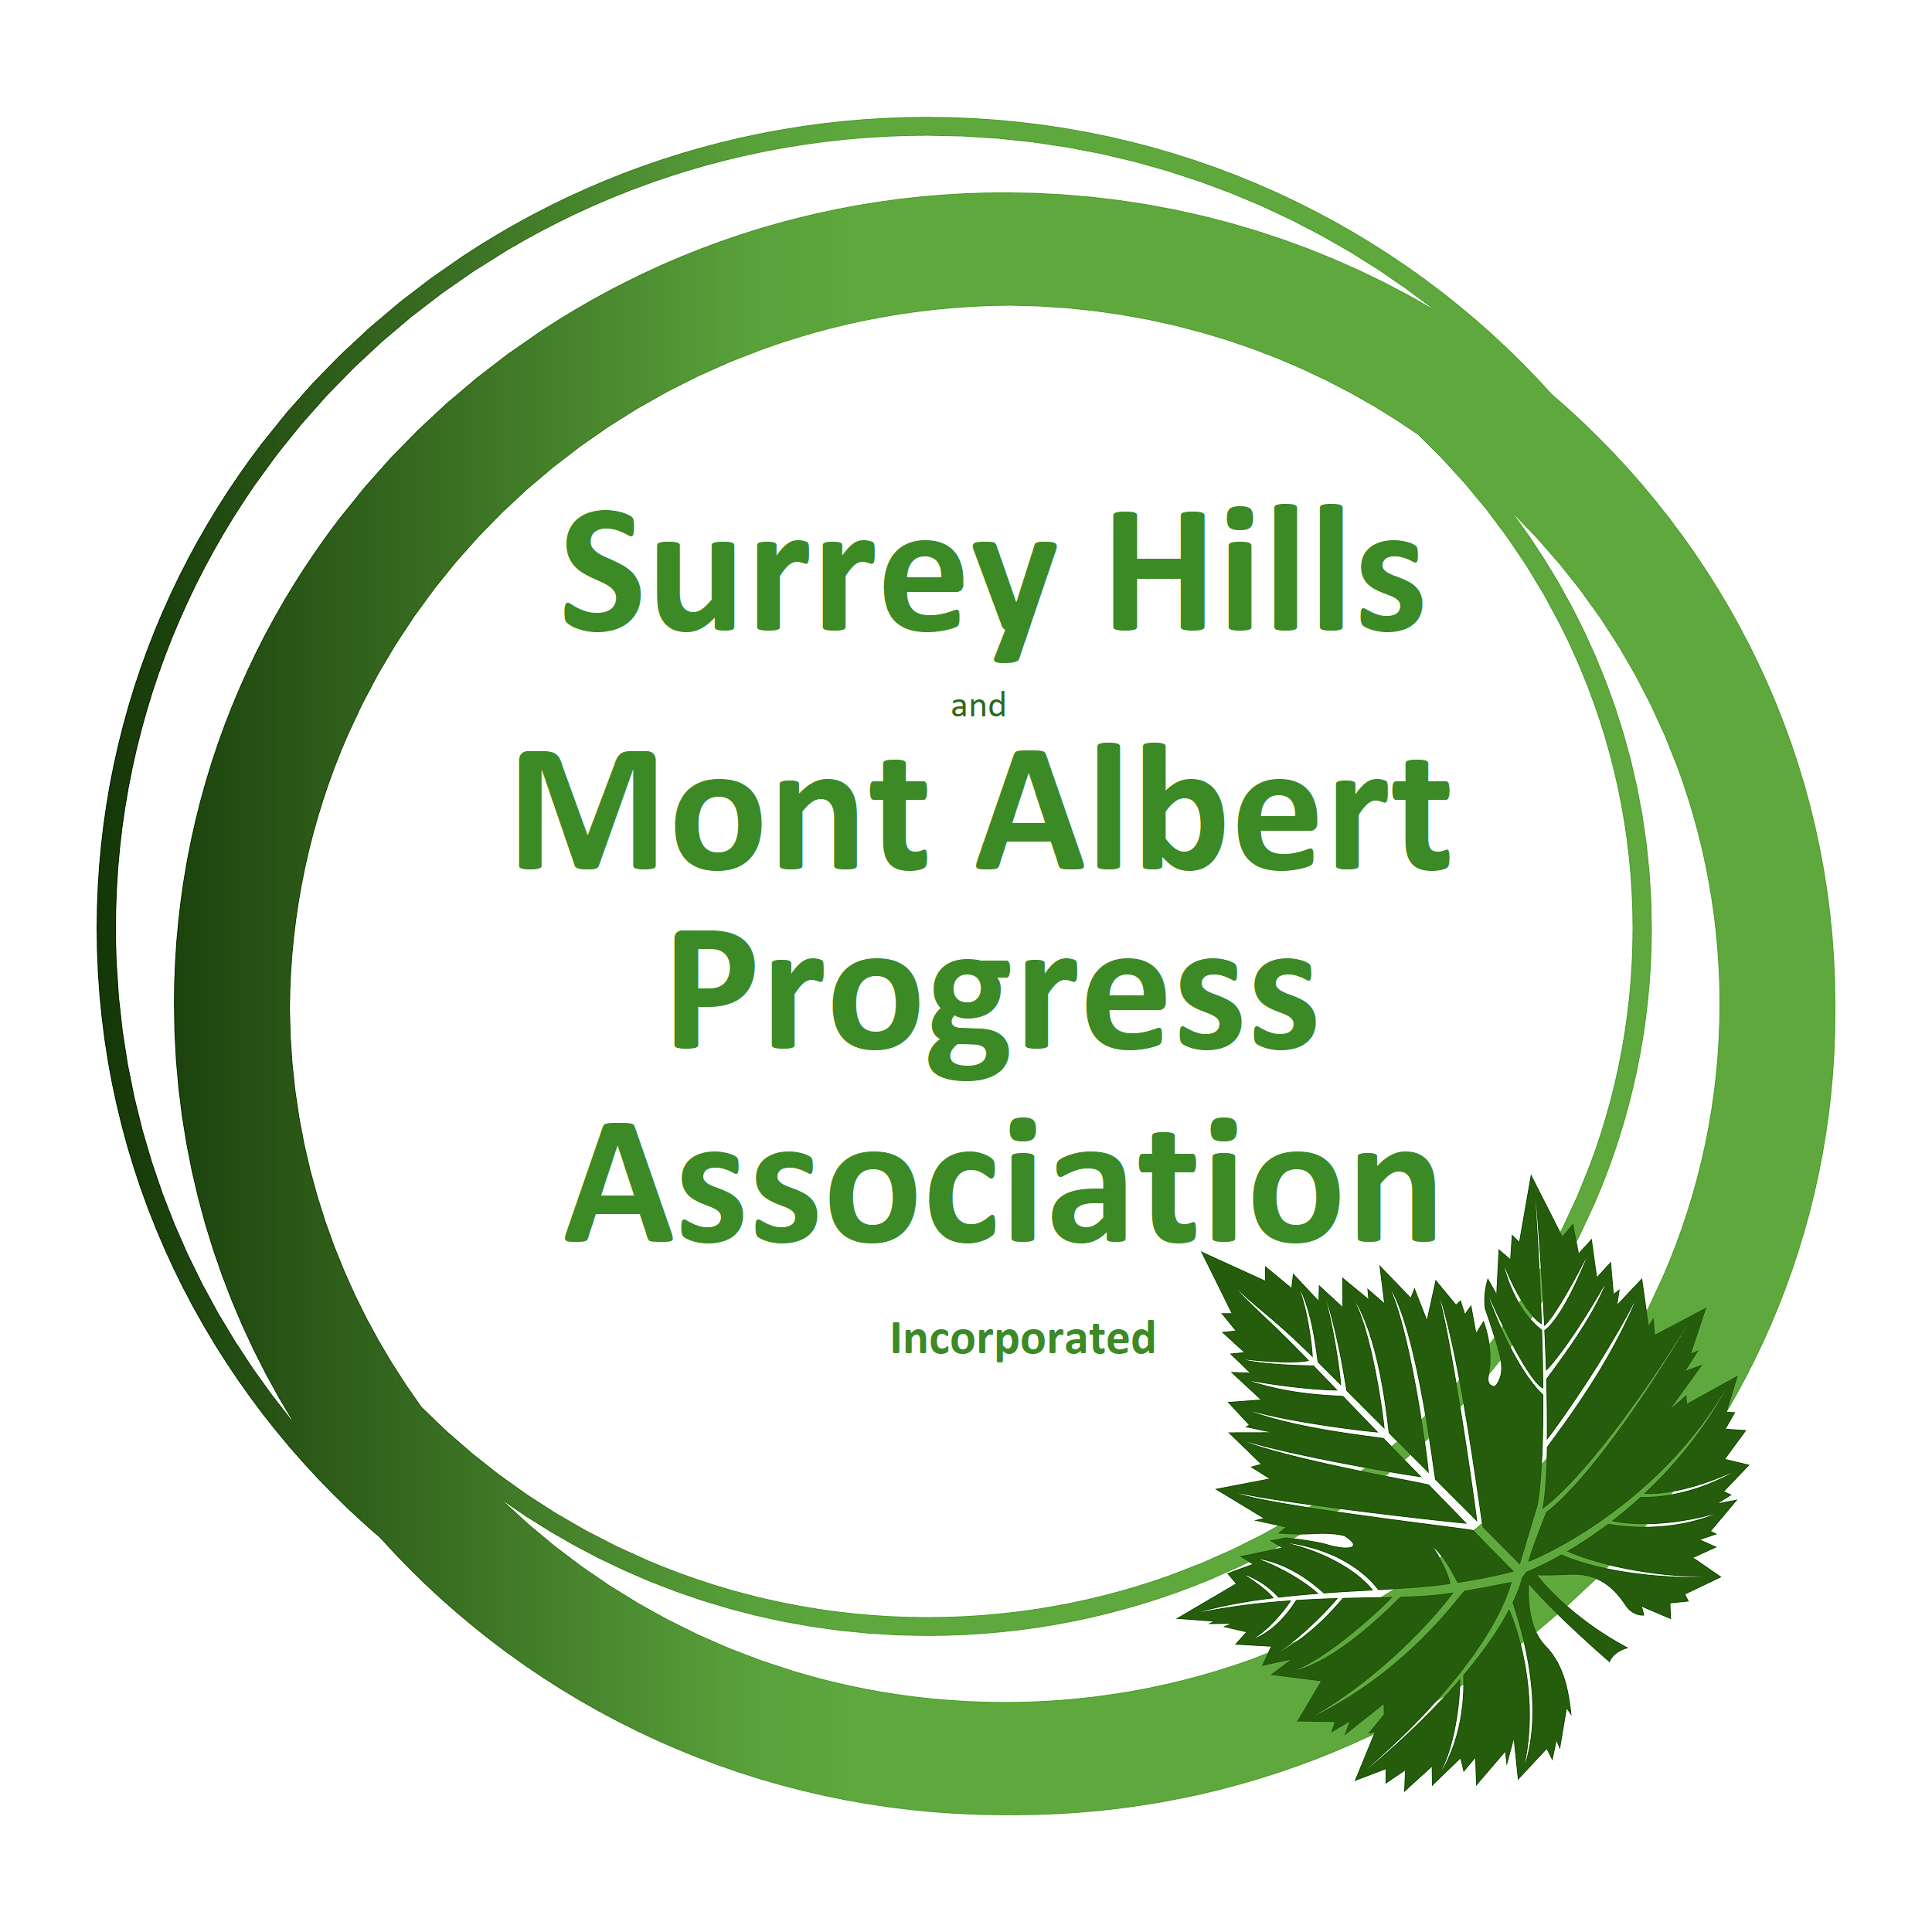 Surrey Hills
and
Mont Albert
Progress
Association
Incorporated